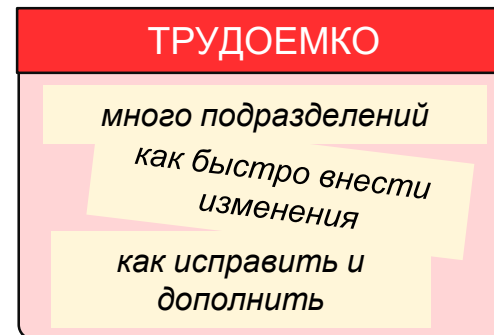 ТРУДОЕМКО
много подразделений
как быстро внести
изменения
как исправить и
дополнить